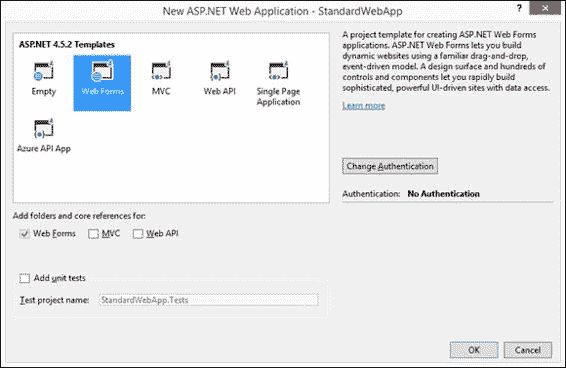 New ASP.NET Web Application - StandardWebApp
? x
ASP.NET 4.5.2 Templates
Empty
Web Forms
MVC
Web API
Single Page
Application
Azure API App
A project template for creating ASP.NET Web Forms
applications. ASP.NET Web Forms lets you build
dynamic websites using a familiar drag-and-drop,
event-driven model. A design surface and hundreds of
controls and components let you rapidly build
sophisticated, powerful UI-driven sites with data access.
Learn more
Change Authentication
Authentication: No Authentication
Add folders and core references for:
Web Forms MVC Web API
Add unit tests
Test project name: StandardWebApp.Tests
OK Cancel